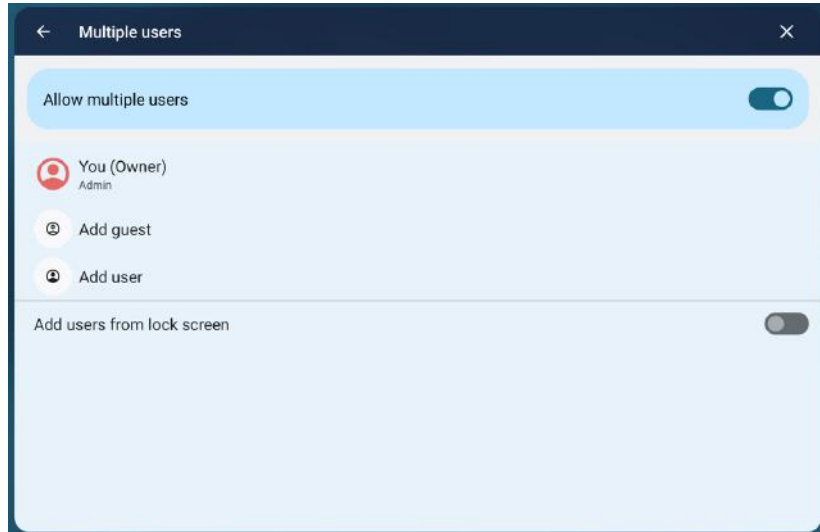 Multiple users
Allow multiple users
You (Owner)
Admin
Add guest
Add user
Add users from lock screen